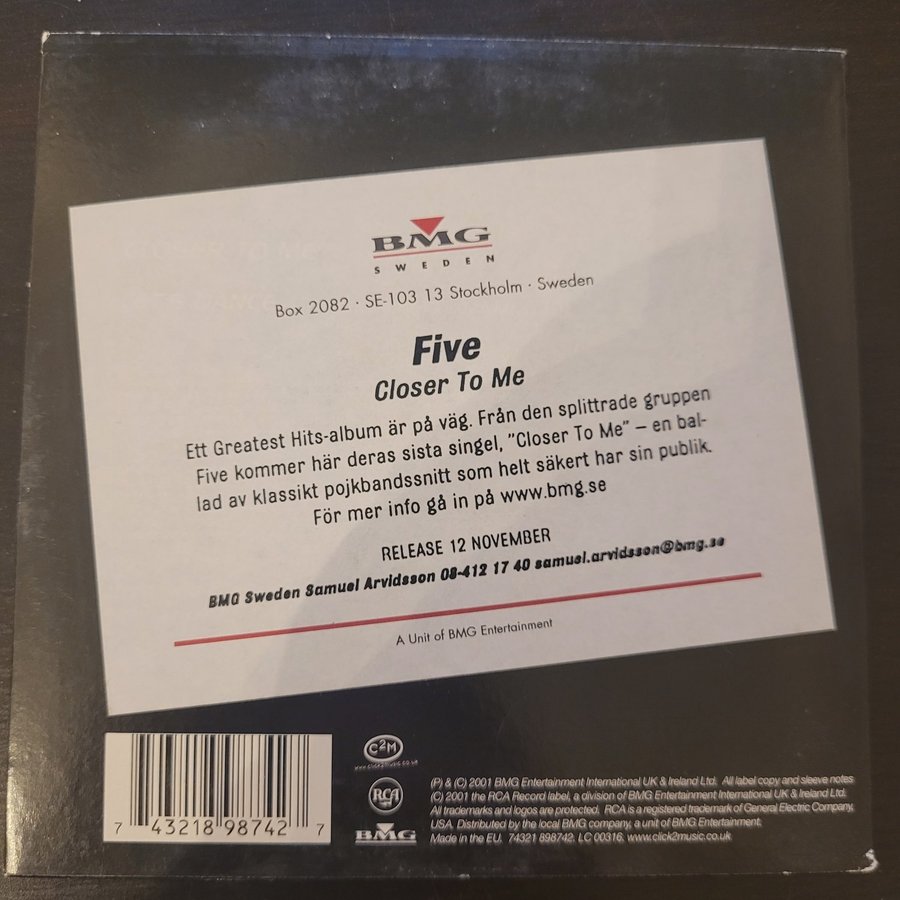 BMG
SWEDEN
Box 2082 · SE-103 13 Stockholm · Sweden
Five
Closer To Me
Ett Greatest Hits-album är på väg. Från den splittrade gruppen
Five kommer här deras sista singel, ”Closer To Me” – en bal-
lad av klassikt pojkbandssnitt som helt säkert har sin publik.
För mer info gå in på www.bmg.se
RELEASE 12 NOVEMBER
BMG Sweden Samuel Arvidsson 08-412 17 40 samuel.arvidsson@bmg.se
A Unit of BMG Entertainment
7 43218 98742 7
C2M
www.click2music.co.uk
RCA
BMG
(P) & (C) 2001 BMG Entertainment International UK & Ireland Ltd. All label copy and sleeve notes
(C) 2001 the RCA Record label, a division of BMG Entertainment International UK & Ireland Ltd.
All trademarks and logos are protected. RCA is a registered trademark of General Electric Company,
USA. Distributed by the local BMG company, a unit of BMG Entertainment.
Made in the EU. 74321 898742. LC 00316. www.click2music.co.uk